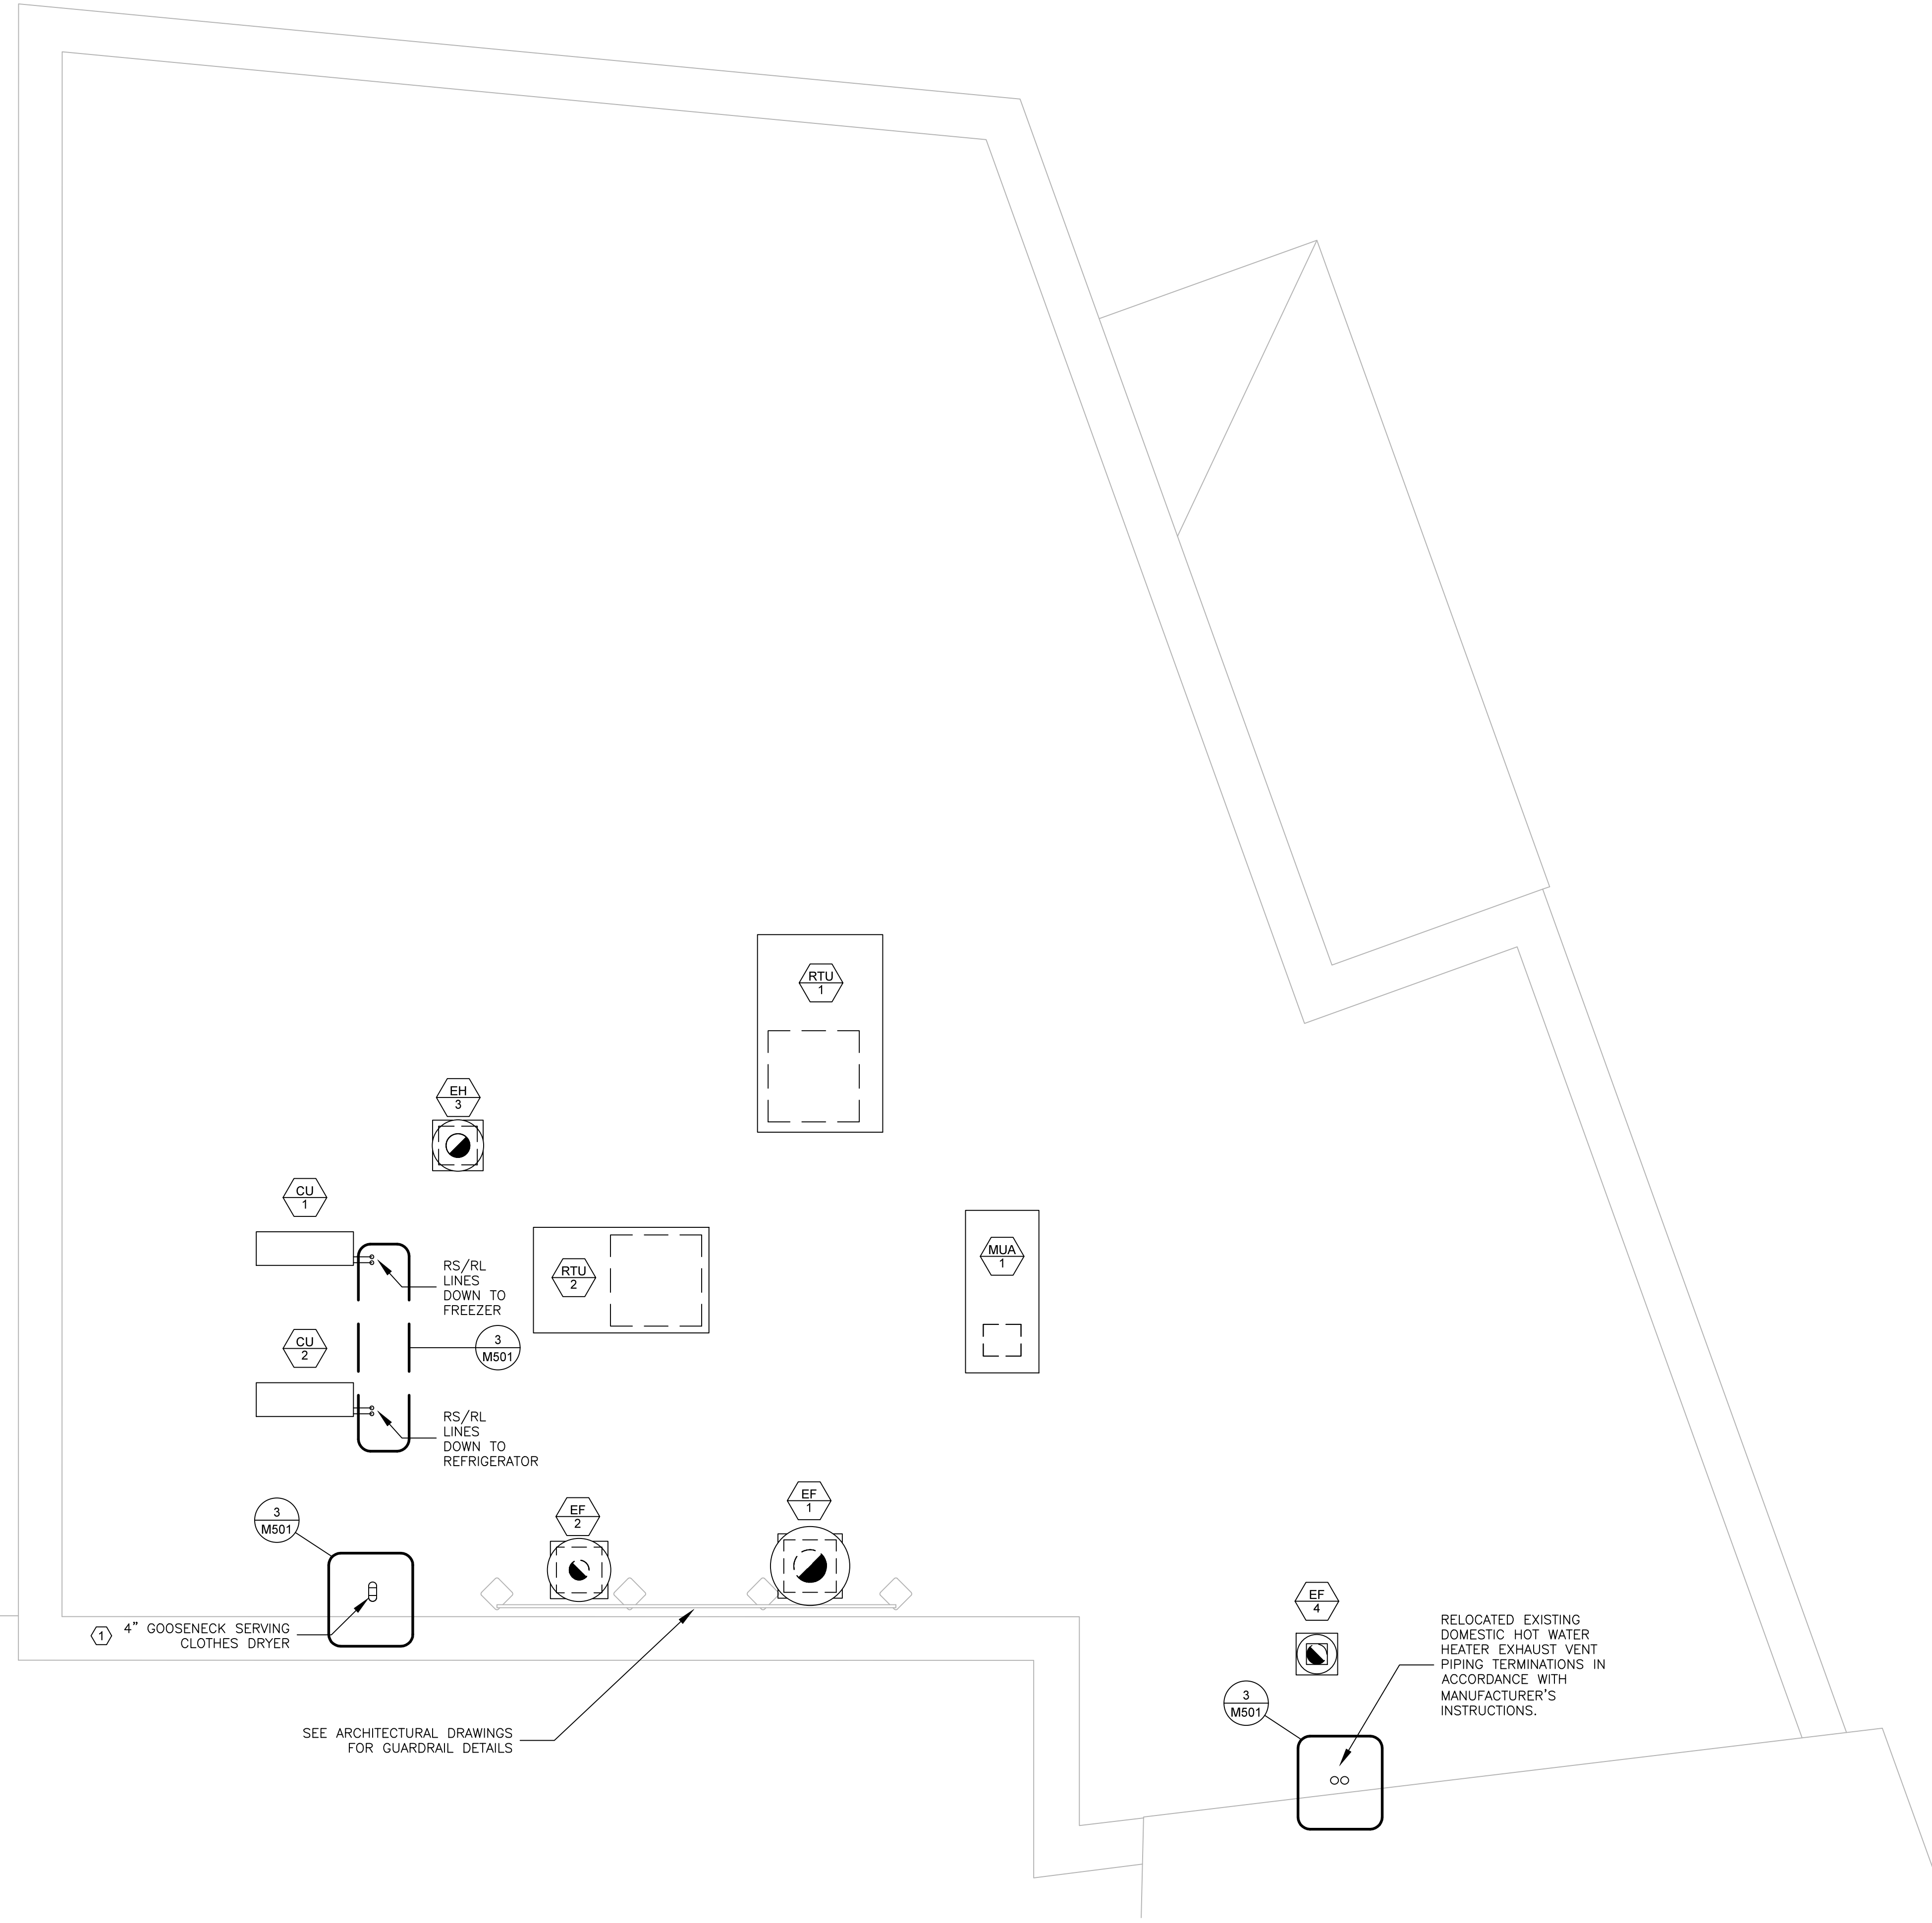 RTU
1
EH
3
CU
1
RS/RL
LINES
DOWN TO
FREEZER
RTU
2
MUA
1
CU
2
3
M501
RS/RL
LINES
DOWN TO
REFRIGERATOR
3
M501
EF
2
EF
1
1
4" GOOSENECK SERVING
CLOTHES DRYER
EF
4
RELOCATED EXISTING
DOMESTIC HOT WATER
HEATER EXHAUST VENT
PIPING TERMINATIONS IN
ACCORDANCE WITH
MANUFACTURER'S
INSTRUCTIONS.
3
M501
SEE ARCHITECTURAL DRAWINGS
FOR GUARDRAIL DETAILS